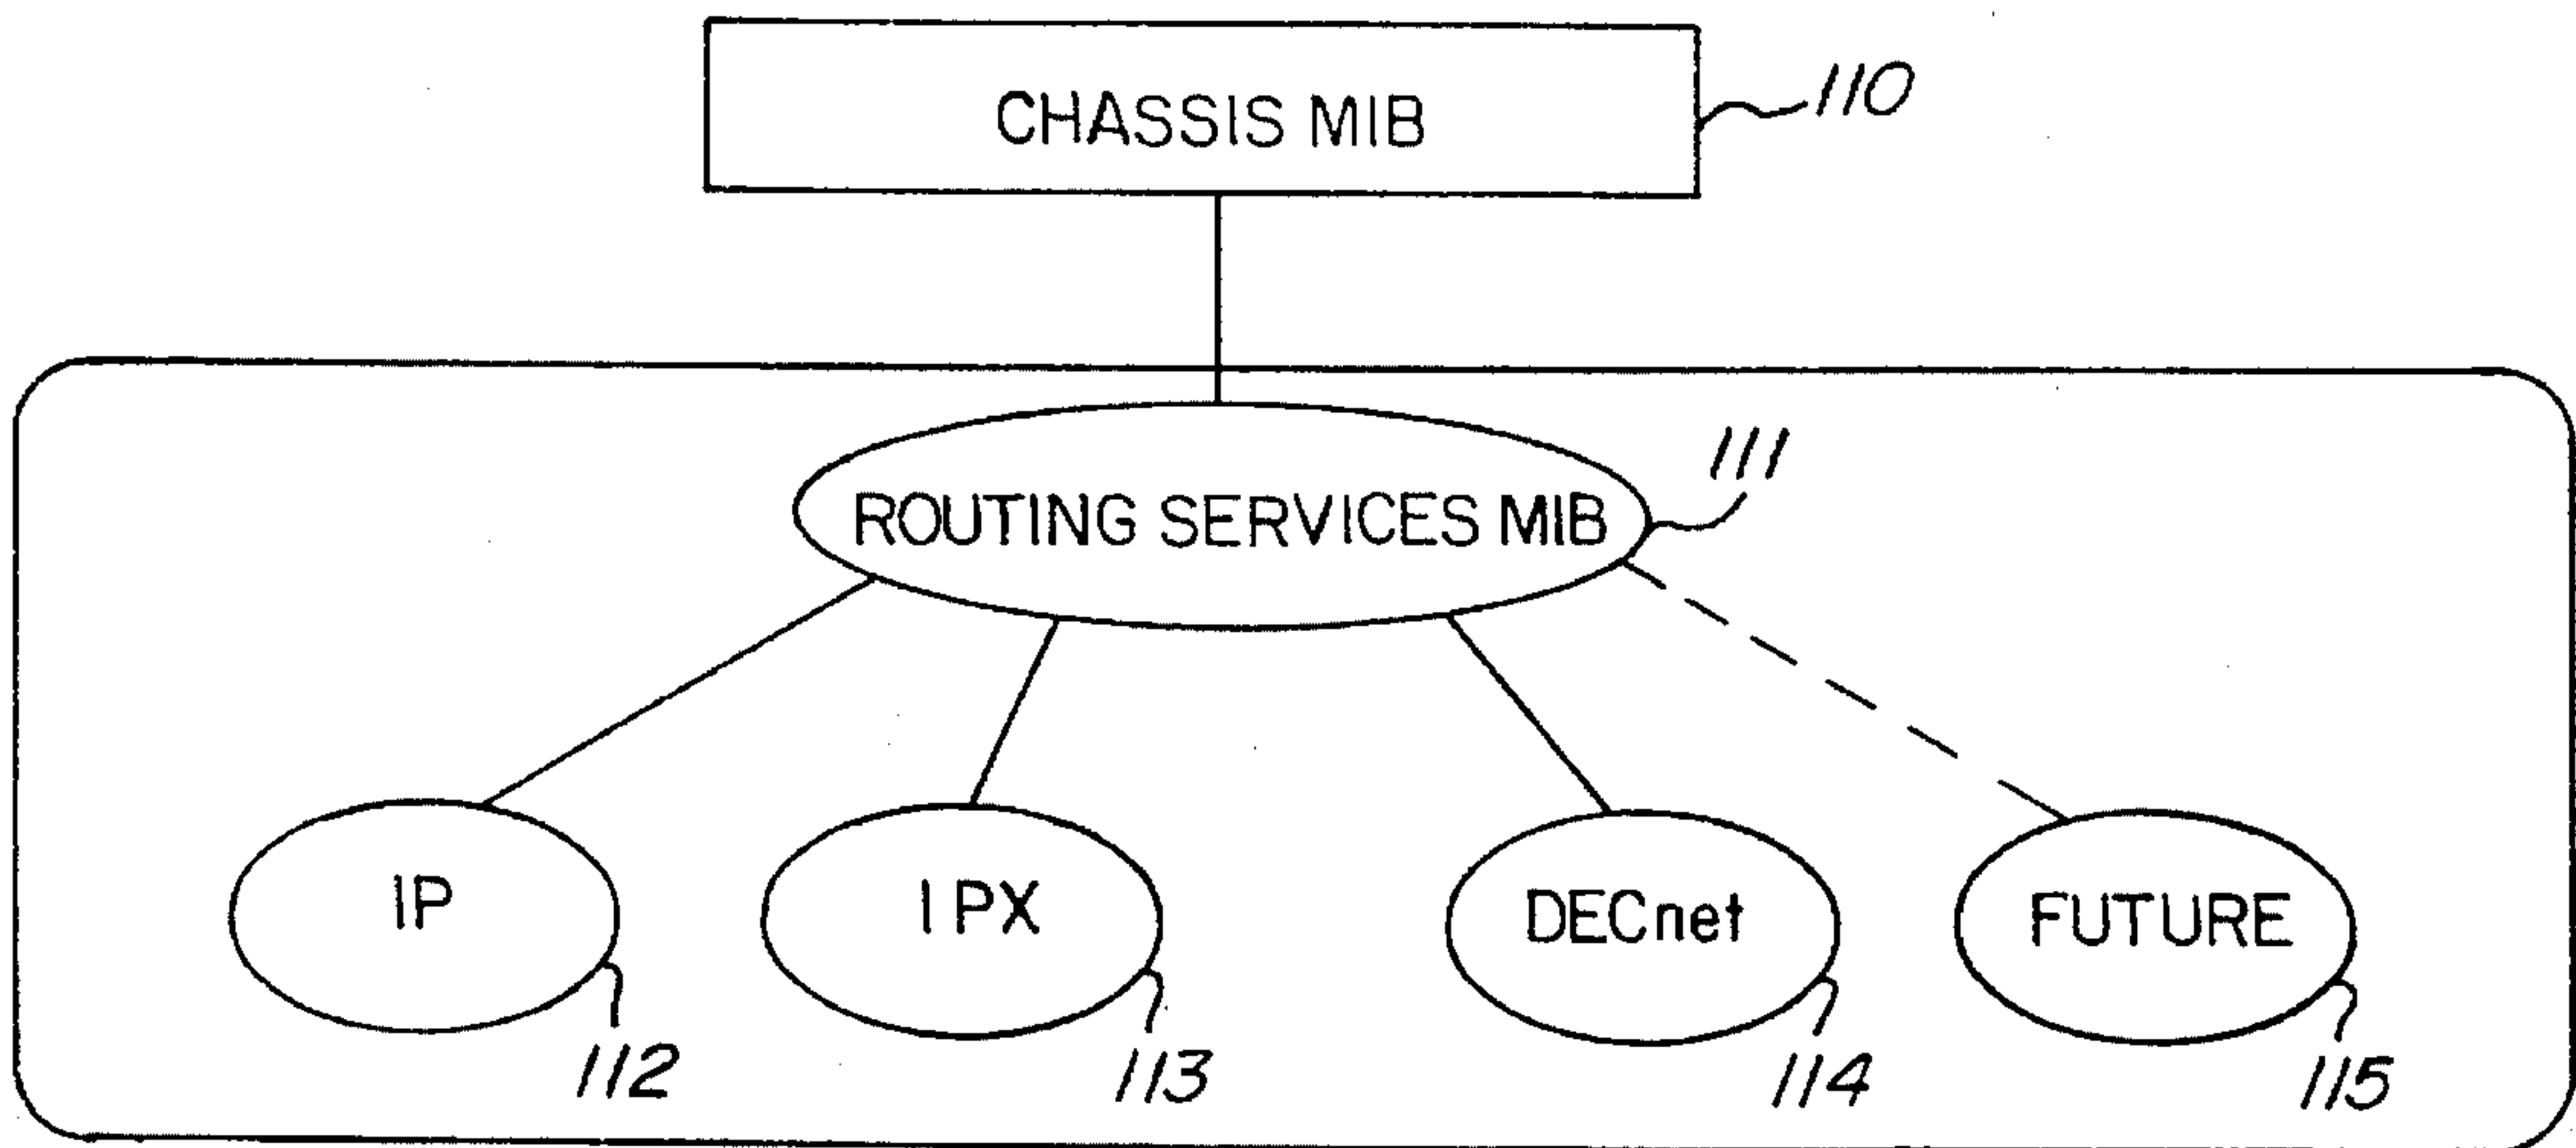 CHASSIS MIB
110
ROUTING SERVICES MIB
111
IP
IPX
DECnet
FUTURE
112
113
114
115